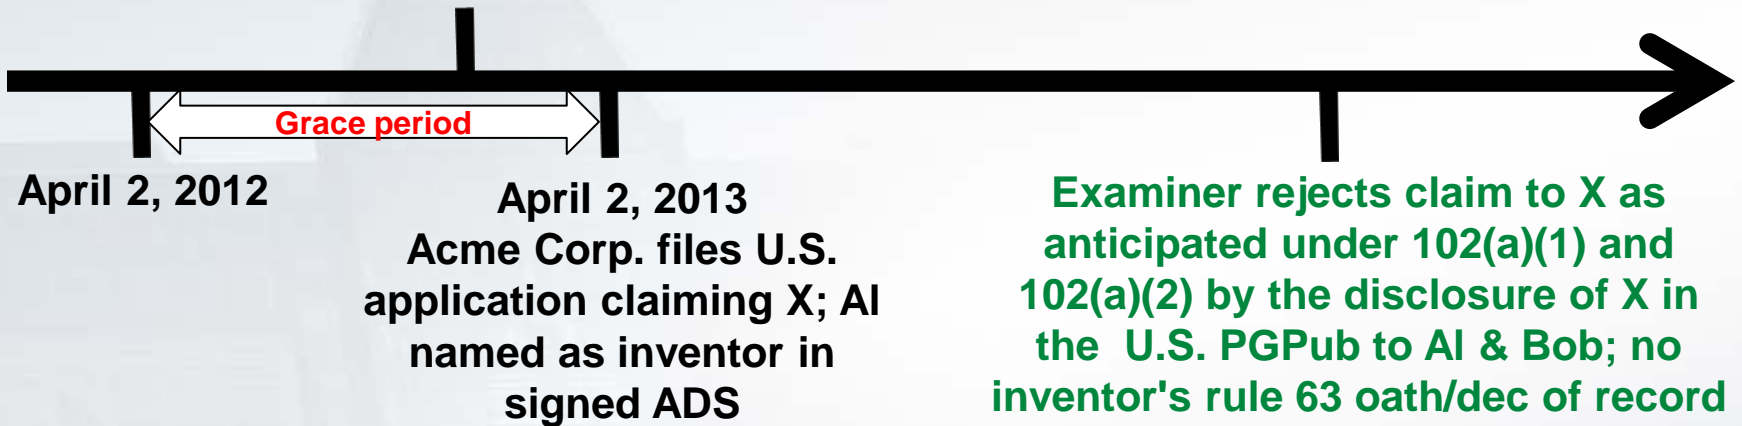 Grace period
April 2, 2012
April 2, 2013
Acme Corp. files U.S.
application claiming X; Al
named as inventor in
signed ADS
Examiner rejects claim to X as
anticipated under 102(a)(1) and
102(a)(2) by the disclosure of X in
the U.S. PGPub to Al & Bob; no
inventor's rule 63 oath/dec of record